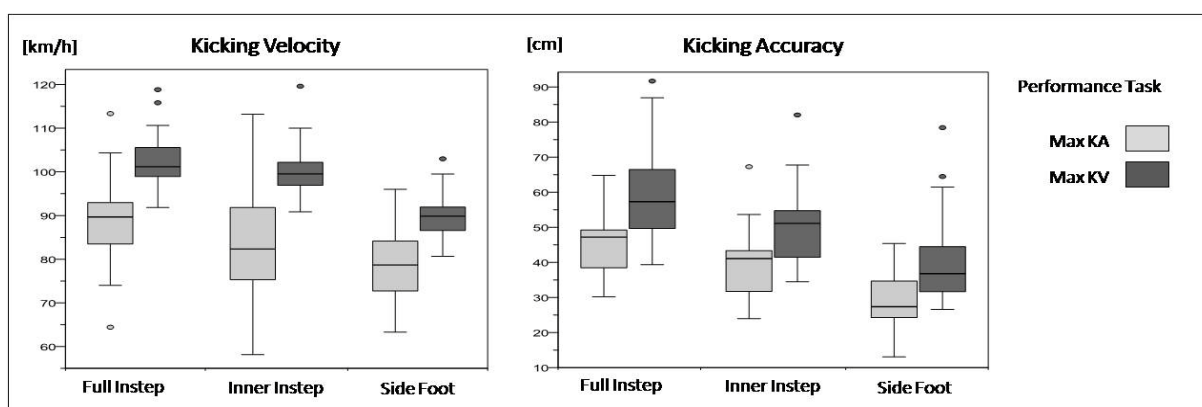 [km/h] Kicking Velocity
120
110
100
90
80
70
60
Full Instep Inner Instep Side Foot
[cm] Kicking Accuracy
90
80
70
60
50
40
30
20
10
Full Instep Inner Instep Side Foot
Performance Task
Max KA
Max KV